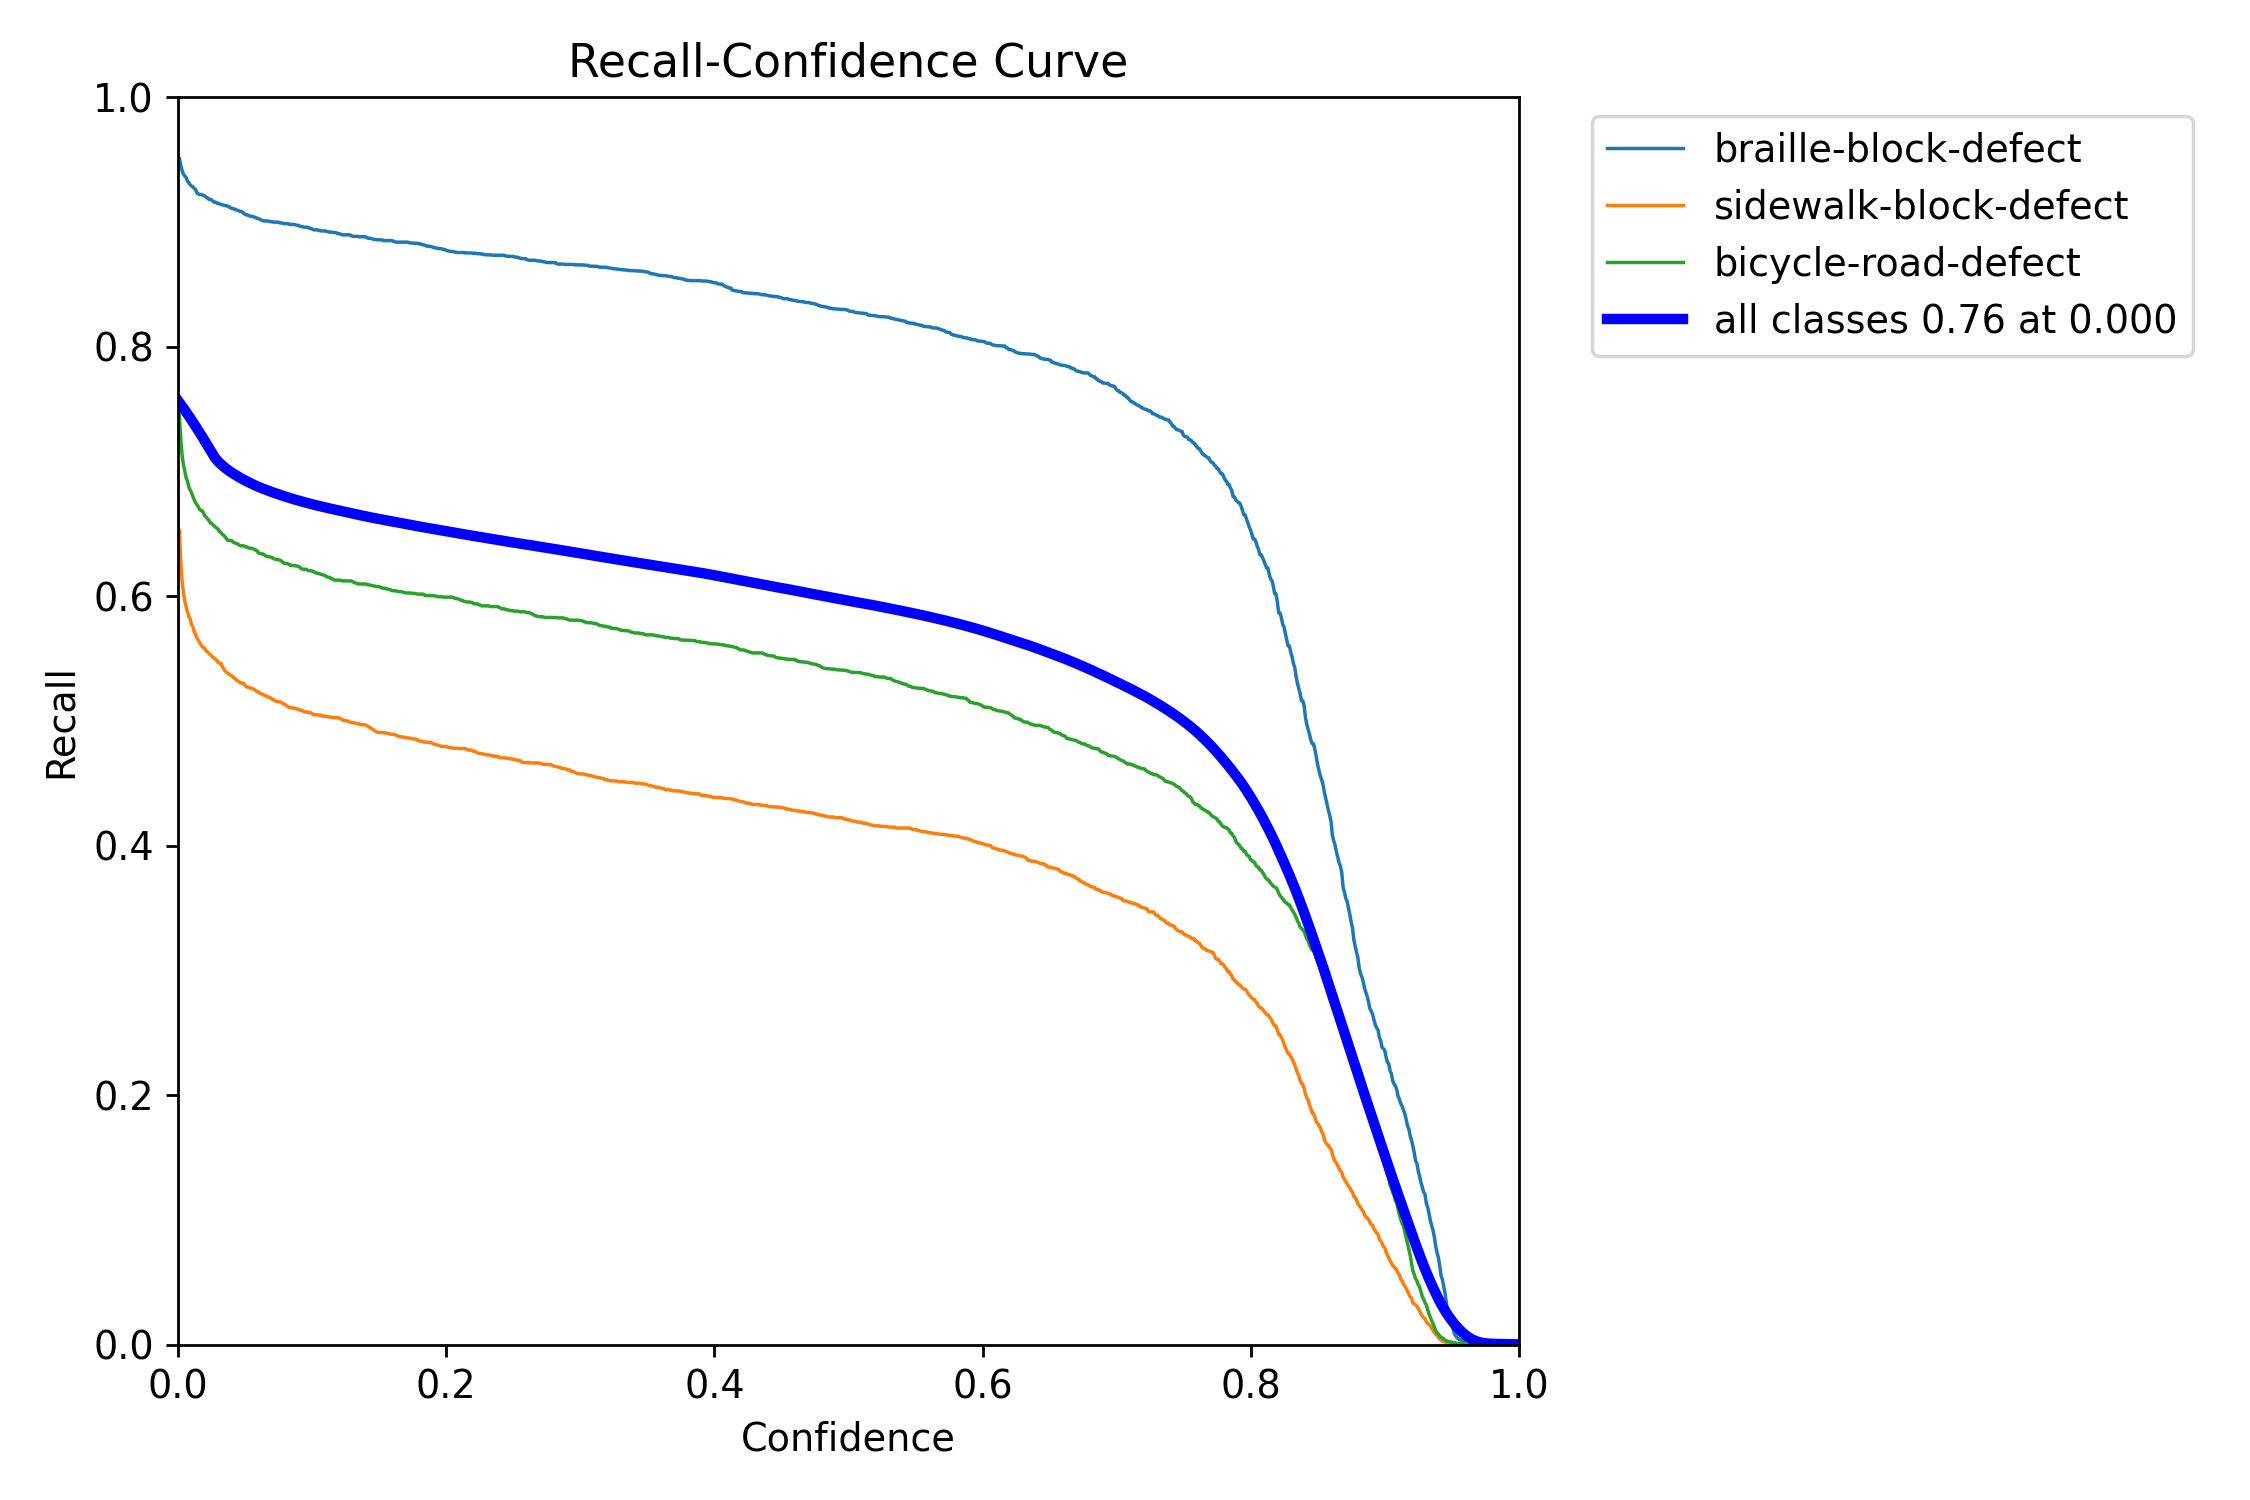 Recall-Confidence Curve
1.0
0.8
0.6
0.4
0.2
0.0
Recall
0.0 0.2 0.4 0.6 0.8 1.0
Confidence
braille-block-defect
sidewalk-block-defect
bicycle-road-defect
all classes 0.76 at 0.000